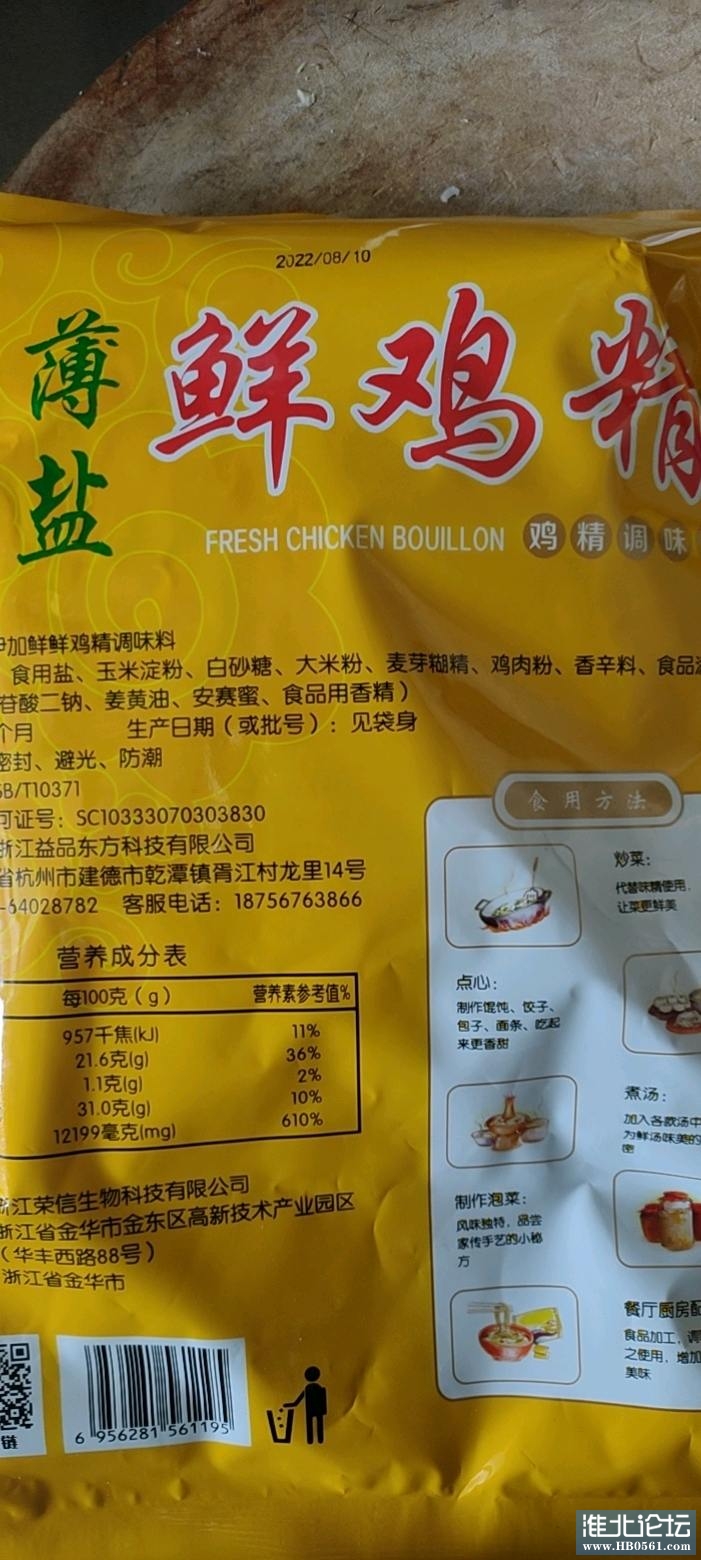 2022/08/10
薄盐
鲜鸡精
FRESH CHICKEN BOUILLON 鸡精调味
加鲜鲜鸡精调味料
食用盐、玉米淀粉、白砂糖、大米粉、麦芽糊精、鸡肉粉、香辛料、食品
苷酸二钠、姜黄油、安赛蜜、食品用香精）
个月 生产日期（或批号）：见袋身
密封、避光、防潮
GB/T10371
可证号：SC10333070303830
浙江益品东方科技有限公司
省杭州市建德市乾潭镇胥江村龙里14号
-64028782 客服电话：18756763866
营养成分表
每100克（g） 营养素参考值%
957千焦(kJ) 11%
21.6克(g) 36%
1.1克(g) 2%
31.0克(g) 10%
12199毫克(mg) 610%
浙江荣信生物科技有限公司
浙江省金华市金东区高新技术产业园区
（华丰西路88号）
浙江省金华市
链
6 956281 561195
食用方法
炒菜：
代替味精使用，
让菜更鲜美
点心：
制作馄饨、饺子、
包子、面条、吃起
来更香甜
煮汤：
加入各款汤中
为鲜汤味美的
密
制作泡菜：
风味独特，品尝
家传手艺的小秘
方
餐厅厨房配
食品加工，调
之使用，增加
美味
淮北论坛
www.HB0561.com